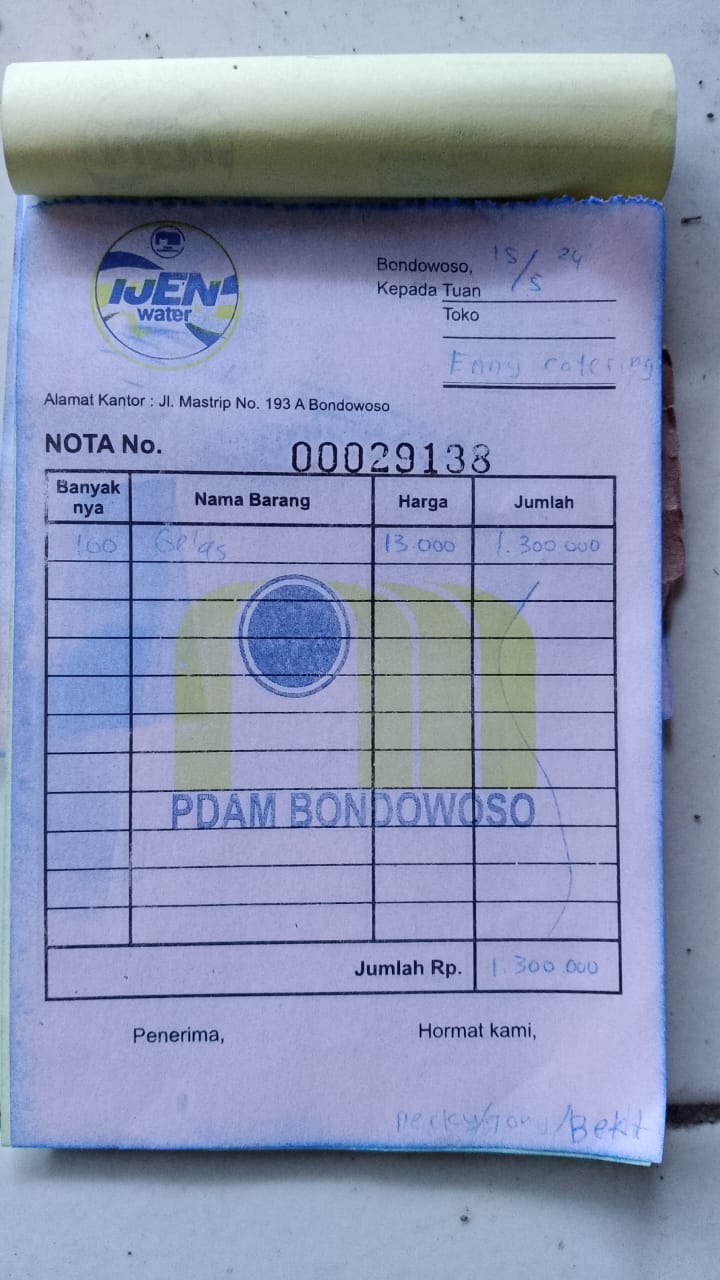 IJEN
water
Bondowoso, 15/5 24
Kepada Tuan
Toko
Enny catering
Alamat Kantor : Jl. Mastrip No. 193 A Bondowoso
NOTA No. 00029138
Banyak nya Nama Barang Harga Jumlah
100 Gelas 13.000 1.300 000
PDAM BONDOWOSO
Jumlah Rp. 1.300.000
Penerima, Hormat kami,